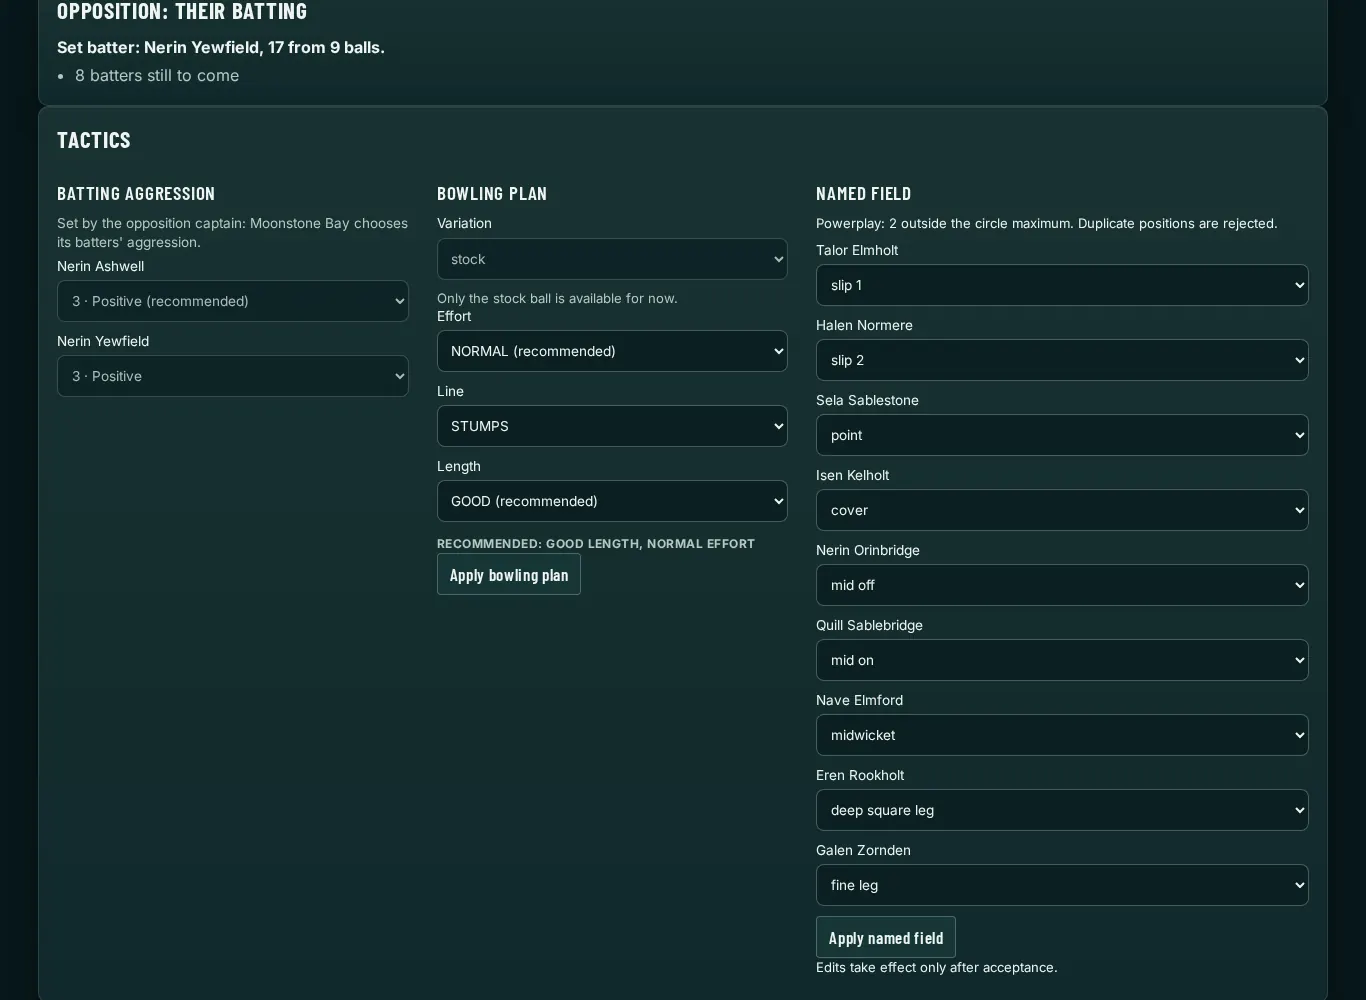 OPPOSITION: THEIR BATTING
Set batter: Nerin Yewfield, 17 from 9 balls.
• 8 batters still to come
TACTICS
BATTING AGGRESSION
Set by the opposition captain: Moonstone Bay chooses
its batters' aggression.
Nerin Ashwell
3 · Positive (recommended)
Nerin Yewfield
3 · Positive
BOWLING PLAN
Variation
stock
Only the stock ball is available for now.
Effort
NORMAL (recommended)
Line
STUMPS
Length
GOOD (recommended)
RECOMMENDED: GOOD LENGTH, NORMAL EFFORT
Apply bowling plan
NAMED FIELD
Powerplay: 2 outside the circle maximum. Duplicate positions are rejected.
Talor Elmholt
slip 1
Halen Normere
slip 2
Sela Sablestone
point
Isen Kelholt
cover
Nerin Orinbridge
mid off
Quill Sablebridge
mid on
Nave Elmford
midwicket
Eren Rookholt
deep square leg
Galen Zornden
fine leg
Apply named field
Edits take effect only after acceptance.